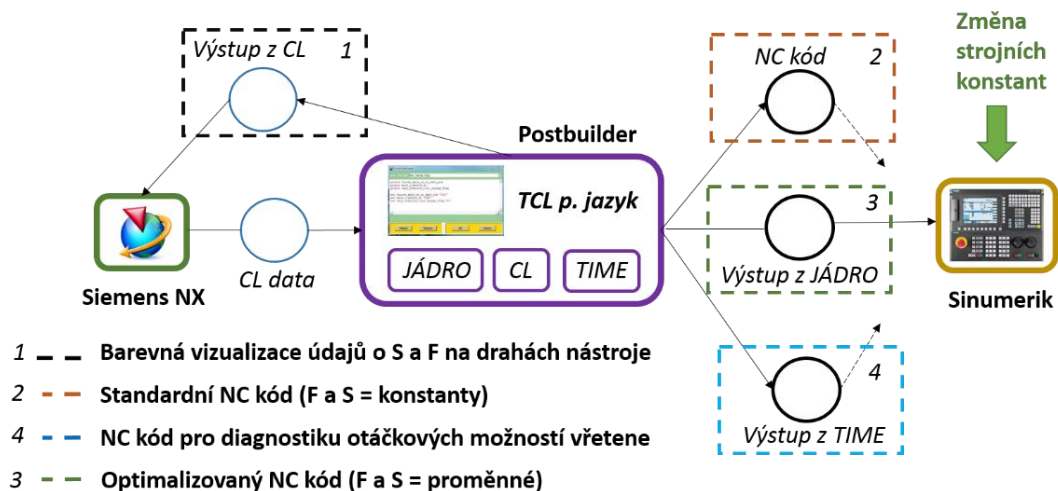 Výstup z CL
1
NC kód
2
Změna
strojních
konstant
Postbuilder
TCL p. jazyk
JÁDRO
CL
TIME
3
Výstup z JÁDRO
CL data
Siemens NX
Sinumerik
4
Výstup z TIME
1 Barevná vizualizace údajů o S a F na drahách nástroje
2 Standardní NC kód (F a S = konstanty)
4 NC kód pro diagnostiku otáčkových možností vřetene
3 Optimalizovaný NC kód (F a S = proměnné)